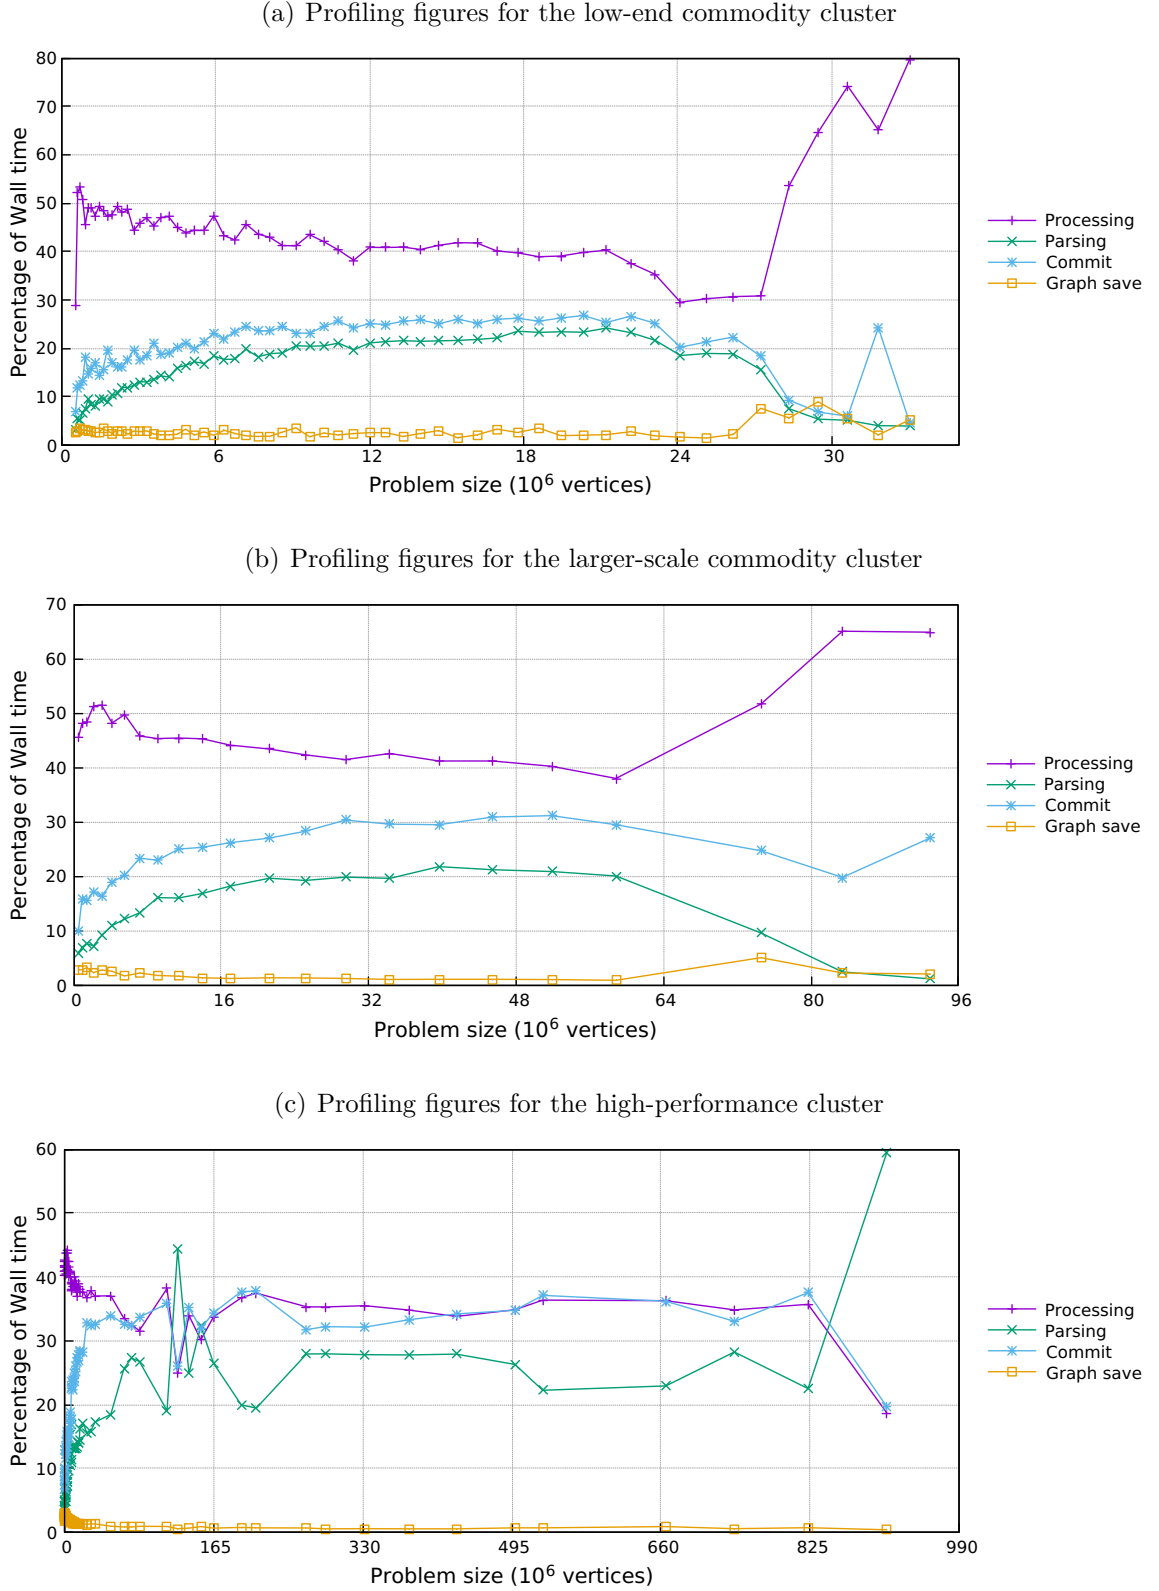 (a) Profiling figures for the low-end commodity cluster
80
70
60
50
40
30
20
10
0
Percentage of Wall time
0 6 12 18 24 30
Problem size (10⁶ vertices)
Processing
Parsing
Commit
Graph save
(b) Profiling figures for the larger-scale commodity cluster
70
60
50
40
30
20
10
0
Percentage of Wall time
0 16 32 48 64 80 96
Problem size (10⁶ vertices)
Processing
Parsing
Commit
Graph save
(c) Profiling figures for the high-performance cluster
60
50
40
30
20
10
0
Percentage of Wall time
0 165 330 495 660 825 990
Problem size (10⁶ vertices)
Processing
Parsing
Commit
Graph save